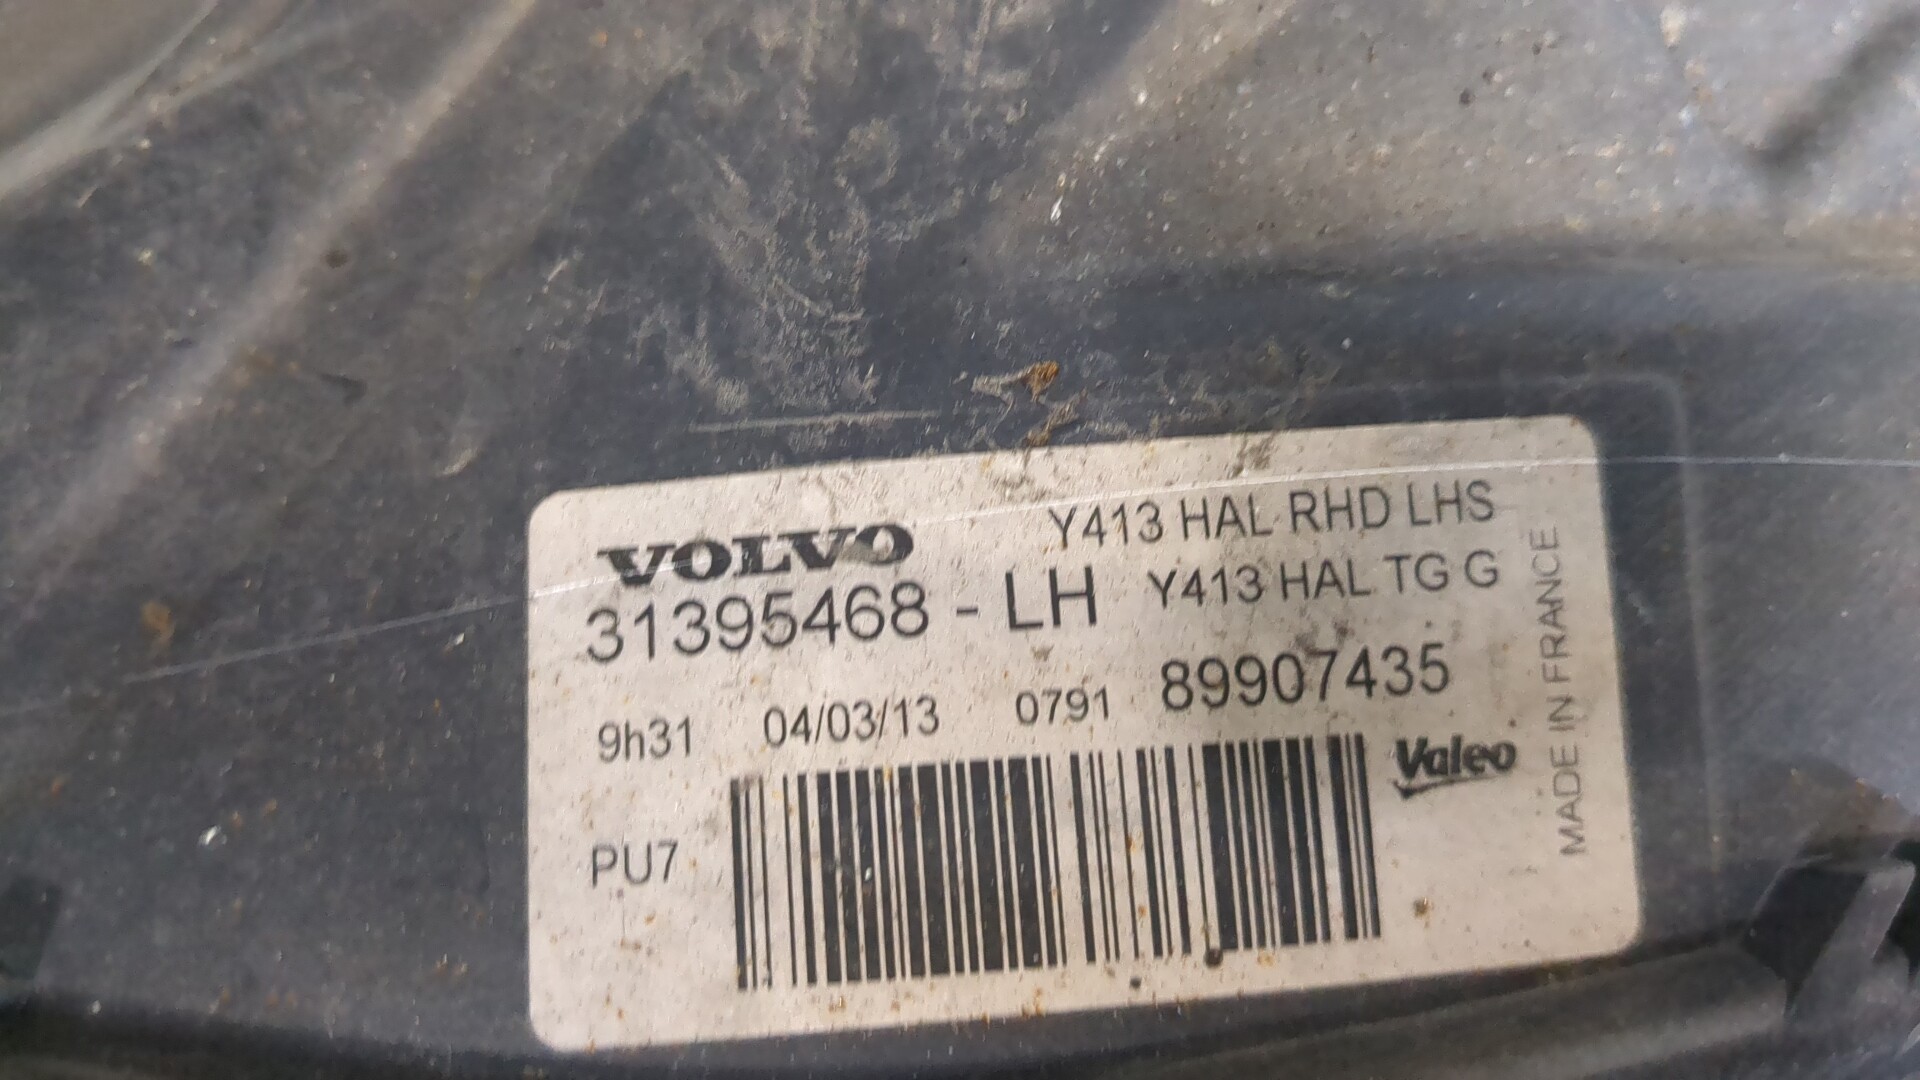 VOLVO
Y413 HAL RHD LHS
31395468 - LH
Y413 HAL TG G
9h31 04/03/13 0791 89907435
PU7
Valeo
MADE IN FRANCE